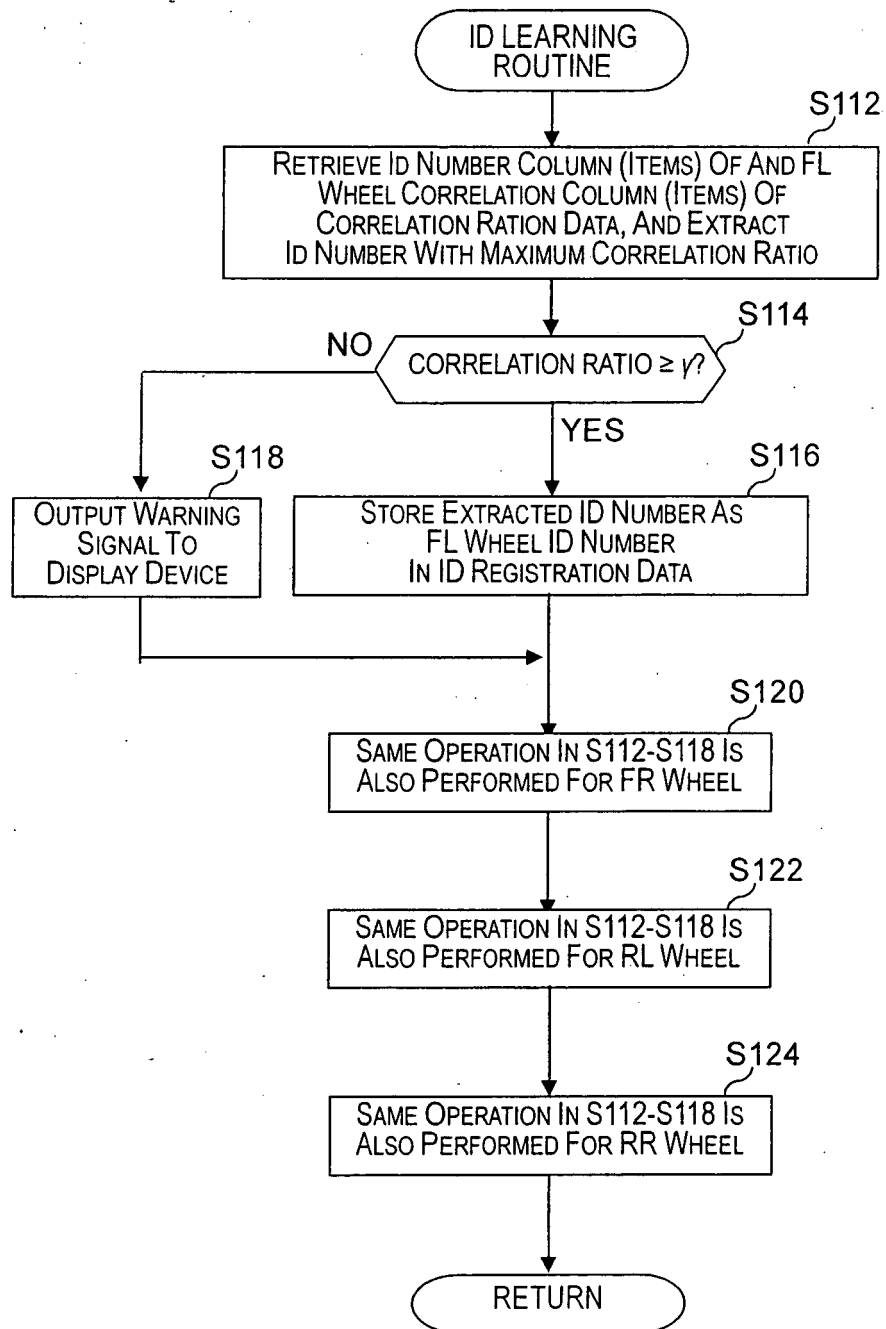 ID LEARNING
ROUTINE
S112
RETRIEVE ID NUMBER COLUMN (ITEMS) OF AND FL
WHEEL CORRELATION COLUMN (ITEMS) OF
CORRELATION RATION DATA, AND EXTRACT
ID NUMBER WITH MAXIMUM CORRELATION RATIO
S114
NO
CORRELATION RATIO ≥ γ?
YES
S118
S116
OUTPUT WARNING
SIGNAL TO
DISPLAY DEVICE
STORE EXTRACTED ID NUMBER AS
FL WHEEL ID NUMBER
IN ID REGISTRATION DATA
S120
SAME OPERATION IN S112-S118 IS
ALSO PERFORMED FOR FR WHEEL
S122
SAME OPERATION IN S112-S118 IS
ALSO PERFORMED FOR RL WHEEL
S124
SAME OPERATION IN S112-S118 IS
ALSO PERFORMED FOR RR WHEEL
RETURN